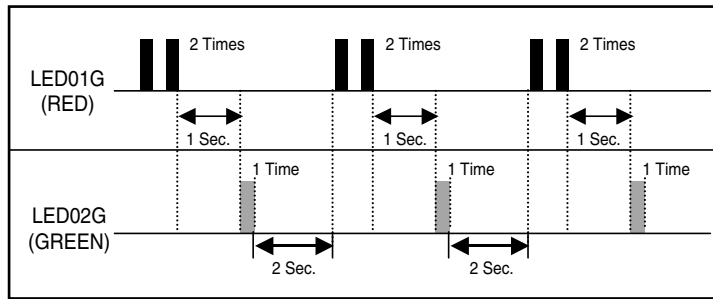 2 Times 2 Times 2 Times
LED01G
(RED)
1 Sec. 1 Sec. 1 Sec.
1 Time 1 Time 1 Time
LED02G
(GREEN)
2 Sec. 2 Sec.